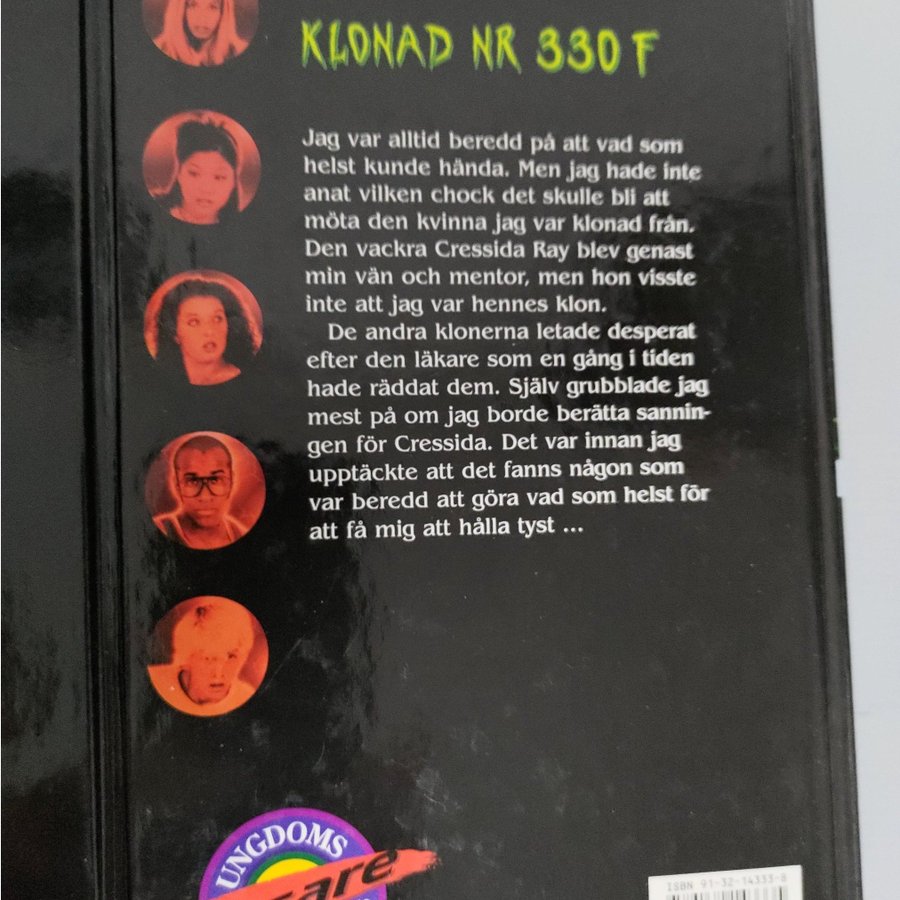 KLONAD NR 330 F
Jag var alltid beredd på att vad som
helst kunde hända. Men jag hade inte
anat vilken chock det skulle bli att
möta den kvinna jag var klonad från.
Den vackra Cressida Ray blev genast
min vän och mentor, men hon visste
inte att jag var hennes klon.
De andra klonerna letade desperat
efter den läkare som en gång i tiden
hade räddat dem. Själv grubblade jag
mest på om jag borde berätta sannin-
gen för Cressida. Det var innan jag
upptäckte att det fanns någon som
var beredd att göra vad som helst för
att få mig att hålla tyst ...
UNGDOMS
ISBN 91-32-14333-8